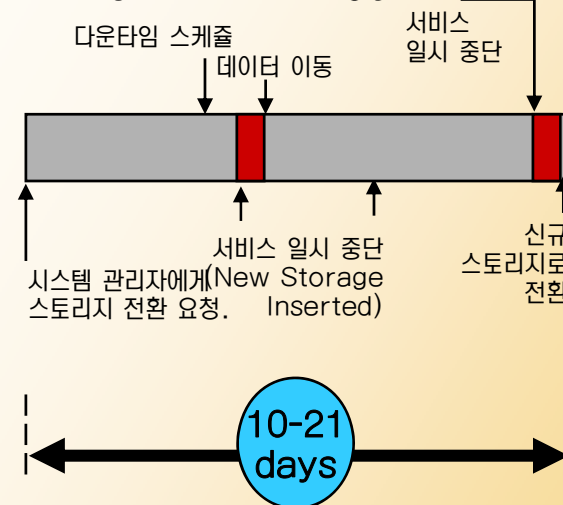 다운타임 스케쥴
데이터 이동
서비스
일시 중단
시스템 관리자에게
스토리지 전환 요청.
서비스 일시 중단
(New Storage
Inserted)
신규
스토리지로
전환
10-21
days